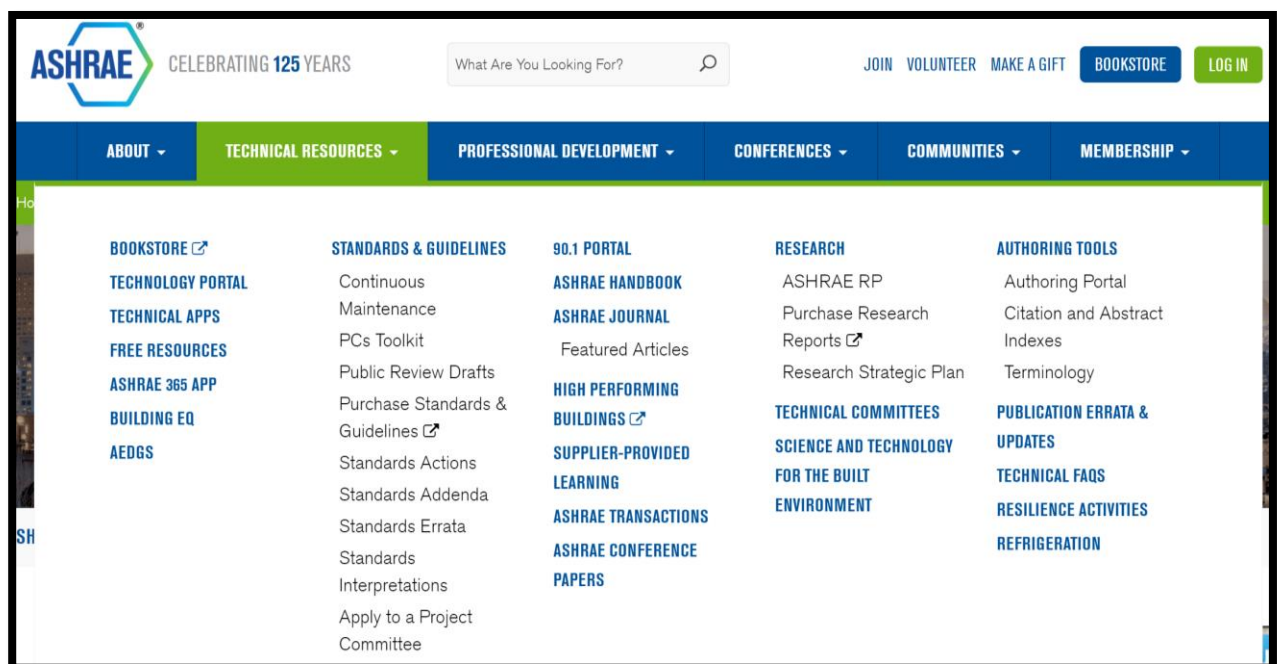 ASHRAE®
CELEBRATING 125 YEARS
What Are You Looking For?
JOIN VOLUNTEER MAKE A GIFT BOOKSTORE LOG IN
ABOUT TECHNICAL RESOURCES PROFESSIONAL DEVELOPMENT CONFERENCES COMMUNITIES MEMBERSHIP
Ho
BOOKSTORE
TECHNOLOGY PORTAL
TECHNICAL APPS
FREE RESOURCES
ASHRAE 365 APP
BUILDING EQ
AEDGS
STANDARDS & GUIDELINES
Continuous
Maintenance
PCs Toolkit
Public Review Drafts
Purchase Standards &
Guidelines
Standards Actions
Standards Addenda
Standards Errata
Standards
Interpretations
Apply to a Project
Committee
90.1 PORTAL
ASHRAE HANDBOOK
ASHRAE JOURNAL
Featured Articles
HIGH PERFORMING
BUILDINGS
SUPPLIER-PROVIDED
LEARNING
ASHRAE TRANSACTIONS
ASHRAE CONFERENCE
PAPERS
RESEARCH
ASHRAE RP
Purchase Research
Reports
Research Strategic Plan
TECHNICAL COMMITTEES
SCIENCE AND TECHNOLOGY
FOR THE BUILT
ENVIRONMENT
AUTHORING TOOLS
Authoring Portal
Citation and Abstract
Indexes
Terminology
PUBLICATION ERRATA &
UPDATES
TECHNICAL FAQS
RESILIENCE ACTIVITIES
REFRIGERATION
SH